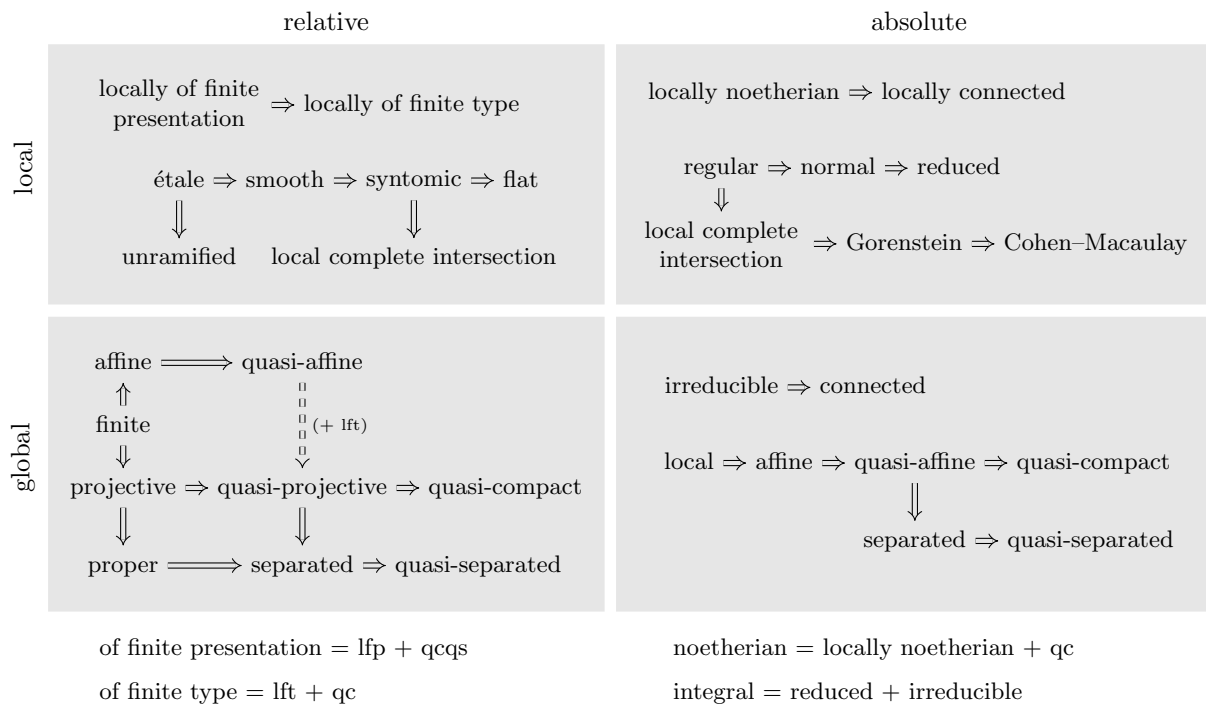 relative
absolute
local
locally of finite
presentation ⇒ locally of finite type
étale ⇒ smooth ⇒ syntomic ⇒ flat
⇓ ⇓
unramified local complete intersection
locally noetherian ⇒ locally connected
regular ⇒ normal ⇒ reduced
⇓
local complete
intersection ⇒ Gorenstein ⇒ Cohen–Macaulay
global
affine ⇒ quasi-affine
⇑
finite (+ lft)
⇓ ⇓
projective ⇒ quasi-projective ⇒ quasi-compact
⇓ ⇓
proper ⇒ separated ⇒ quasi-separated
irreducible ⇒ connected
local ⇒ affine ⇒ quasi-affine ⇒ quasi-compact
⇓
separated ⇒ quasi-separated
of finite presentation = lfp + qcqs
of finite type = lft + qc
noetherian = locally noetherian + qc
integral = reduced + irreducible